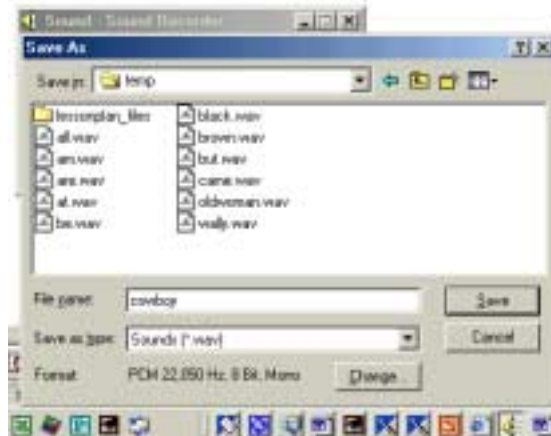 Sound - Sound Recorder
Save As
Save in: temp
lessonplan_files
all.wav
am.wav
are.wav
at.wav
be.wav
black.wav
brown.wav
but.wav
came.wav
oldwoman.wav
wally.wav
File name: cowboy
Save
Save as type: Sounds (*.wav)
Cancel
Format: PCM 22,050 Hz, 8 Bit, Mono
Change...